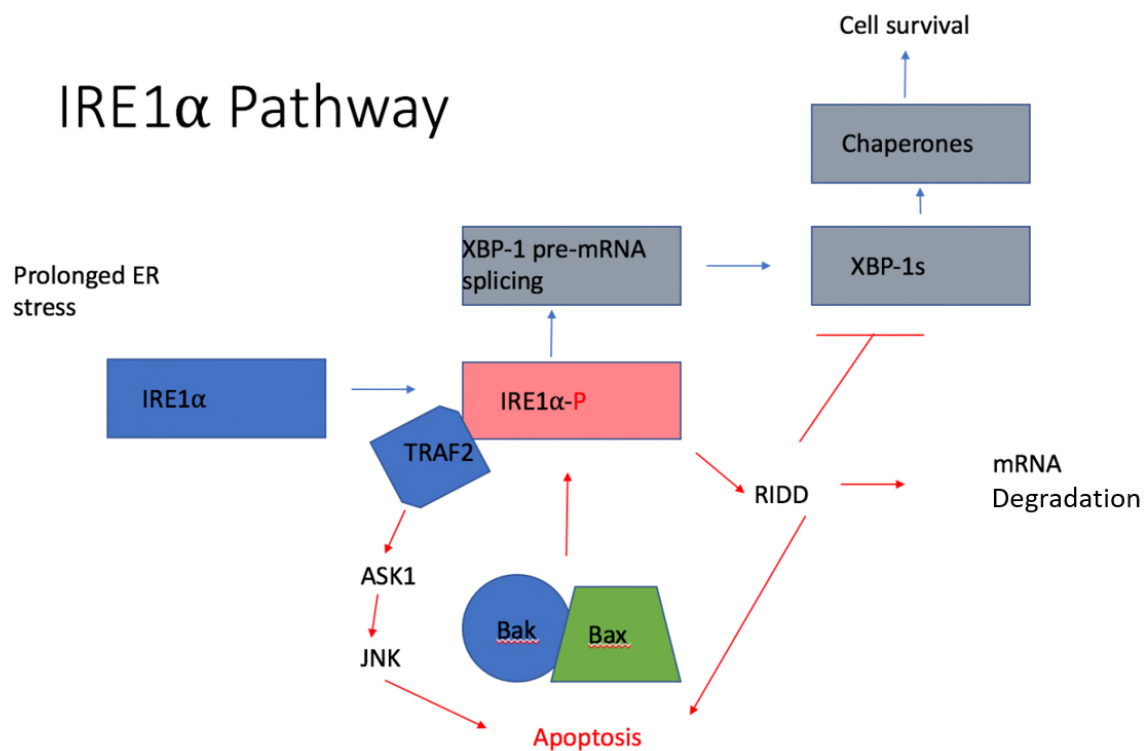 Cell survival
IRE1α Pathway
Chaperones
XBP-1 pre-mRNA
splicing
XBP-1s
Prolonged ER
stress
IRE1α
IRE1α-P
TRAF2
RIDD
mRNA
Degradation
ASK1
Bak
Bax
JNK
Apoptosis